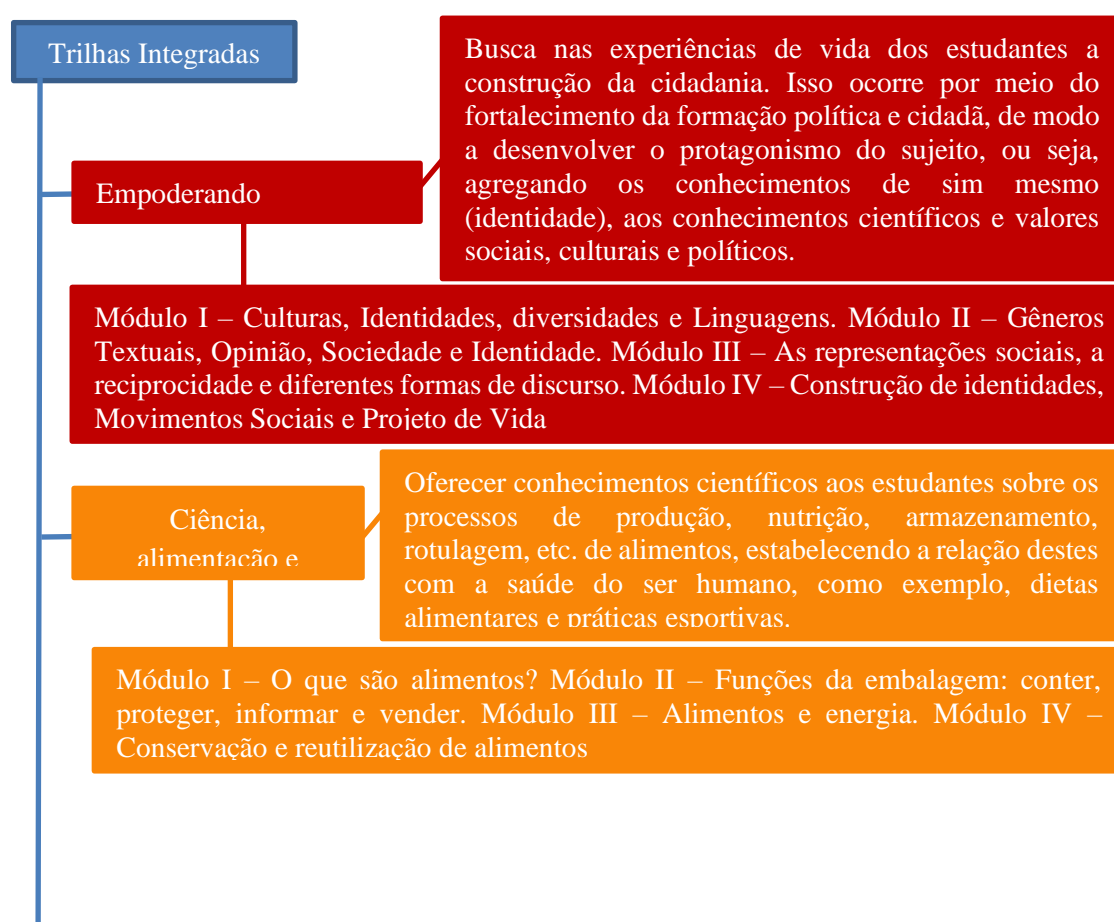 Trilhas Integradas
Busca nas experiências de vida dos estudantes a
construção da cidadania. Isso ocorre por meio do
fortalecimento da formação política e cidadã, de modo
a desenvolver o protagonismo do sujeito, ou seja,
agregando os conhecimentos de sim mesmo
(identidade), aos conhecimentos científicos e valores
sociais, culturais e políticos.
Empoderando
Módulo I – Culturas, Identidades, diversidades e Linguagens. Módulo II – Gêneros
Textuais, Opinião, Sociedade e Identidade. Módulo III – As representações sociais, a
reciprocidade e diferentes formas de discurso. Módulo IV – Construção de identidades,
Movimentos Sociais e Projeto de Vida
Ciência,
alimentação e
Oferecer conhecimentos científicos aos estudantes sobre os
processos de produção, nutrição, armazenamento,
rotulagem, etc. de alimentos, estabelecendo a relação destes
com a saúde do ser humano, como exemplo, dietas
alimentares e práticas esportivas.
Módulo I – O que são alimentos? Módulo II – Funções da embalagem: conter,
proteger, informar e vender. Módulo III – Alimentos e energia. Módulo IV –
Conservação e reutilização de alimentos